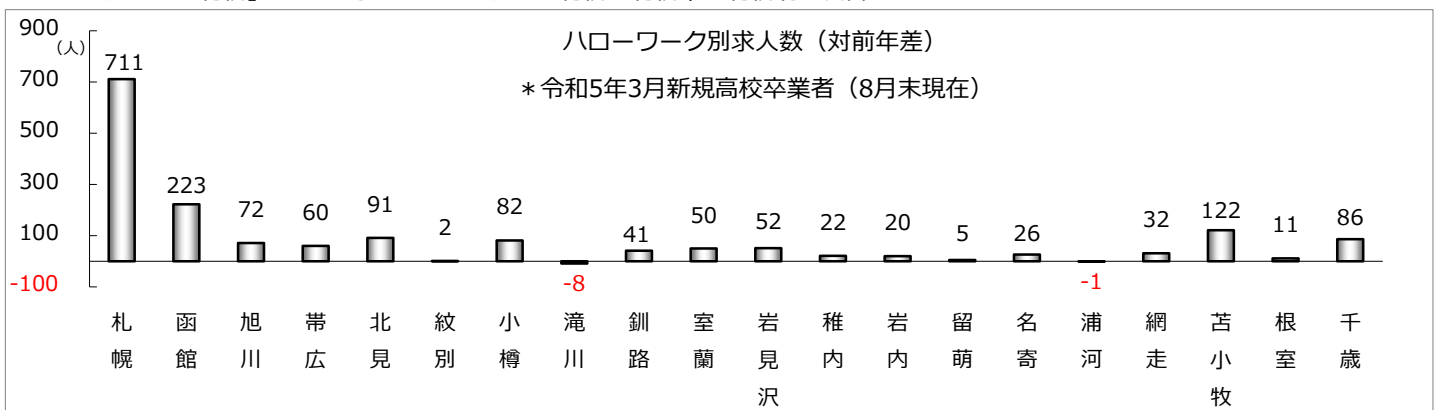 900
(人)
ハローワーク別求人数（対前年差）
＊令和5年3月新規高校卒業者（8月末現在）
700
500
300
100
-100
711
223
72
60
91
2
82
-8
41
50
52
22
20
5
26
-1
32
122
11
86
札幌
函館
旭川
帯広
北見
紋別
小樽
滝川
釧路
室蘭
岩見沢
稚内
岩内
留萌
名寄
浦河
網走
苫小牧
根室
千歳